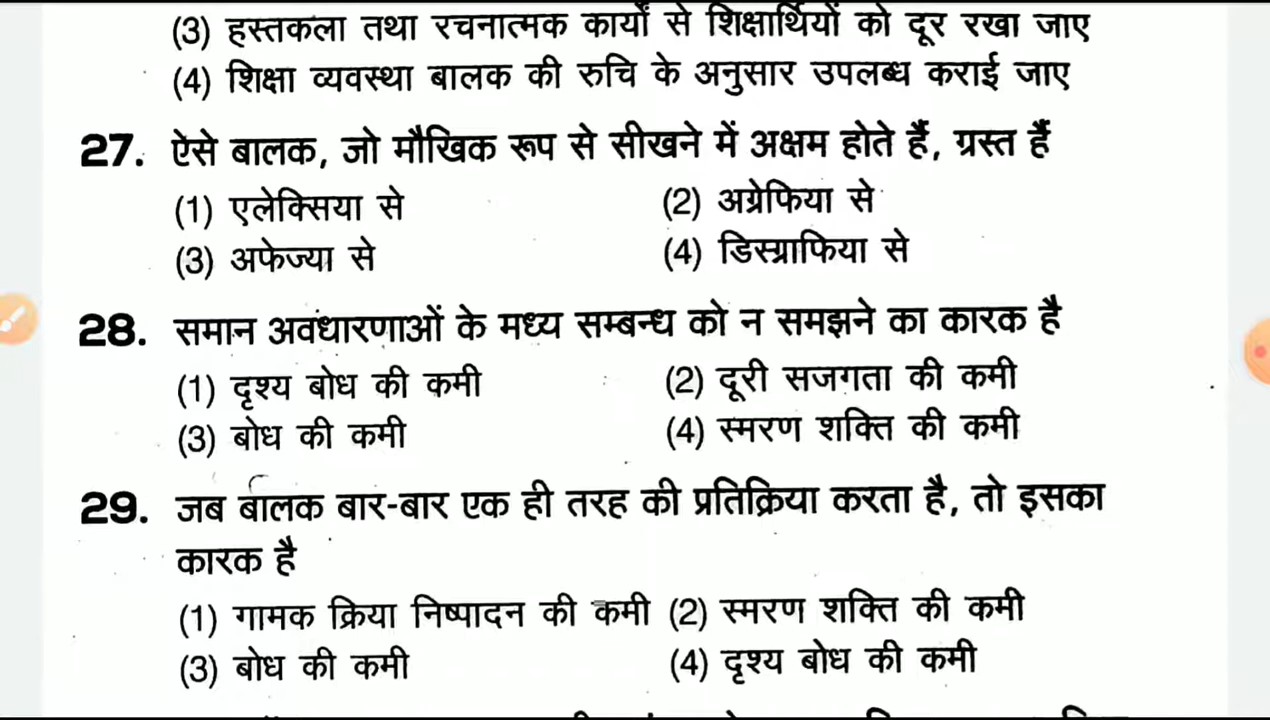 (3) हस्तकला तथा रचनात्मक कार्यों से शिक्षार्थियों को दूर रखा जाए
(4) शिक्षा व्यवस्था बालक की रुचि के अनुसार उपलब्ध कराई जाए
27. ऐसे बालक, जो मौखिक रूप से सीखने में अक्षम होते हैं, ग्रस्त हैं
(1) एलेक्सिया से (2) अग्रेफिया से
(3) अफेज्या से (4) डिस्ग्राफिया से
28. समान अवधारणाओं के मध्य सम्बन्ध को न समझने का कारक है
(1) दृश्य बोध की कमी (2) दूरी सजगता की कमी
(3) बोध की कमी (4) स्मरण शक्ति की कमी
29. जब बालक बार-बार एक ही तरह की प्रतिक्रिया करता है, तो इसका
कारक है
(1) गामक क्रिया निष्पादन की कमी (2) स्मरण शक्ति की कमी
(3) बोध की कमी (4) दृश्य बोध की कमी